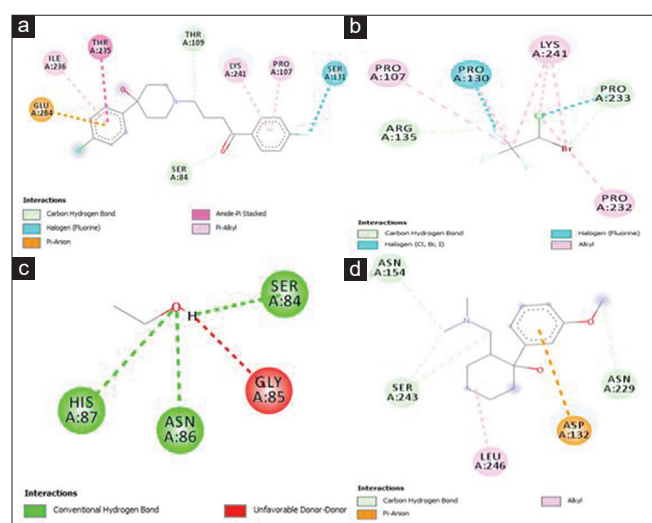 a
THR
A:235
THR
A:109
ILE
A:236
LYS
A:241
PRO
A:107
SER
A:131
GLU
A:264
N
O
SER
A:84
Interactions
Carbon Hydrogen Bond
Halogen (Fluorine)
Pi-Anion
Amide-Pi Stacked
Pi-Alkyl
b
LYS
A:241
PRO
A:107
PRO
A:130
PRO
A:233
ARG
A:135
Br
PRO
A:232
Interactions
Carbon Hydrogen Bond
Halogen (Cl, Br, I)
Halogen (Fluorine)
Alkyl
c
SER
A:84
O
H
GLY
A:85
HIS
A:87
ASN
A:86
Interactions
Conventional Hydrogen Bond
Unfavorable Donor-Donor
d
ASN
A:154
N
O
SER
A:243
O
ASN
A:229
ASP
A:132
LEU
A:246
Interactions
Carbon Hydrogen Bond
Pi-Anion
Alkyl